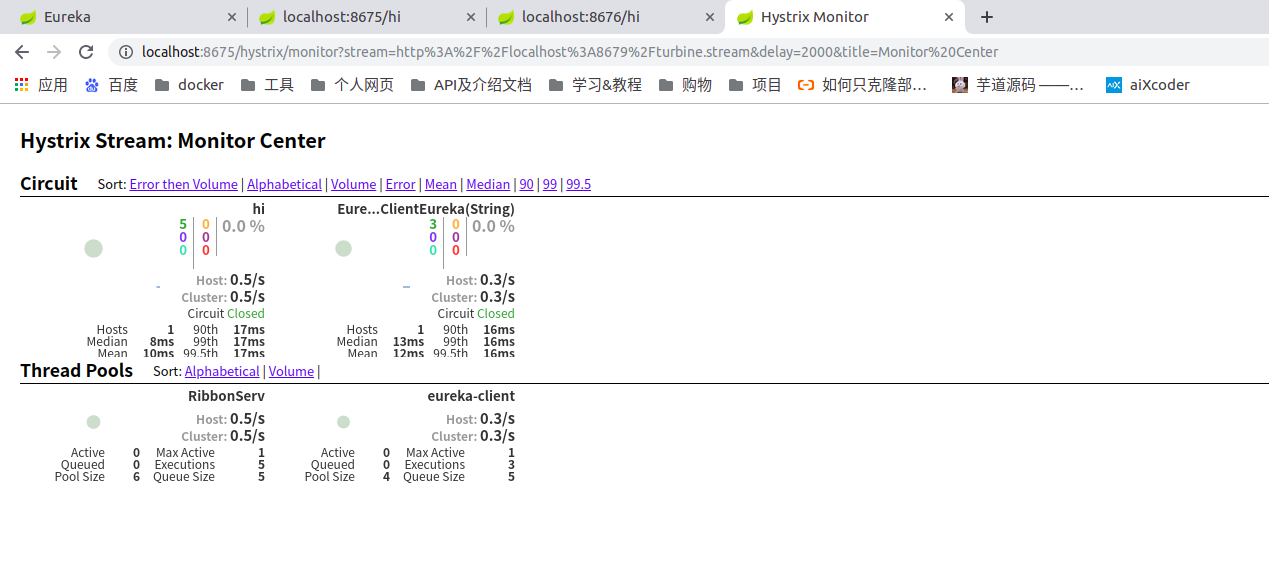 Eureka
localhost:8675/hi
localhost:8676/hi
Hystrix Monitor
localhost:8675/hystrix/monitor?stream=http%3A%2F%2Flocalhost%3A8679%2Fturbine.stream&delay=2000&title=Monitor%20Center
应用 百度 docker 工具 个人网页 API及介绍文档 学习&教程 购物 项目 如何只克隆部… 芋道源码 ——… aiXcoder
Hystrix Stream: Monitor Center
Circuit Sort: Error then Volume | Alphabetical | Volume | Error | Mean | Median | 90 | 99 | 99.5
hi
5 0 0.0 %
0 0
0 0
Host: 0.5/s
Cluster: 0.5/s
Circuit Closed
Hosts 1 90th 17ms
Median 8ms 99th 17ms
Mean 10ms 99.5th 17ms
Eure...ClientEureka(String)
3 0 0.0 %
0 0
0 0
Host: 0.3/s
Cluster: 0.3/s
Circuit Closed
Hosts 1 90th 16ms
Median 13ms 99th 16ms
Mean 12ms 99.5th 16ms
Thread Pools Sort: Alphabetical | Volume |
RibbonServ
Host: 0.5/s
Cluster: 0.5/s
Active 0 Max Active 1
Queued 0 Executions 5
Pool Size 6 Queue Size 5
eureka-client
Host: 0.3/s
Cluster: 0.3/s
Active 0 Max Active 1
Queued 0 Executions 3
Pool Size 4 Queue Size 5